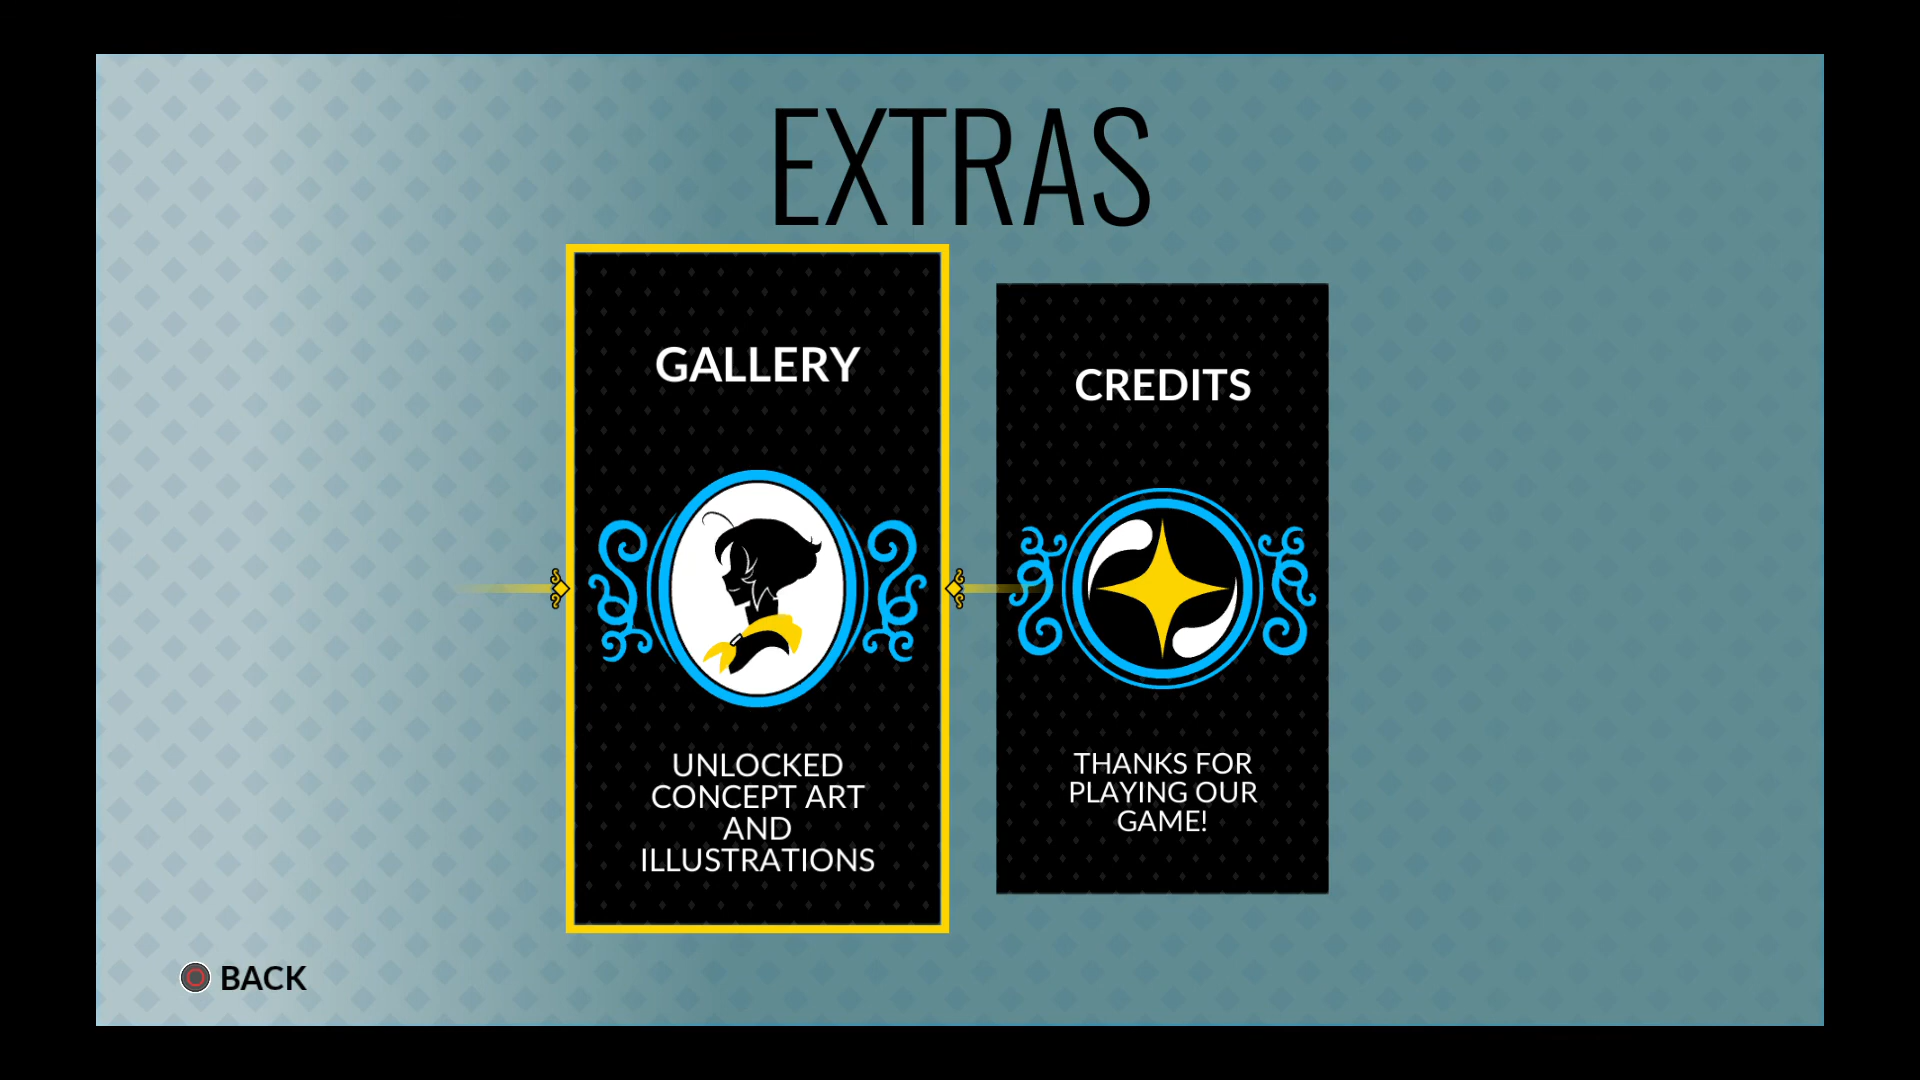 EXTRAS
GALLERY
UNLOCKED
CONCEPT ART
AND
ILLUSTRATIONS
CREDITS
THANKS FOR
PLAYING OUR
GAME!
BACK